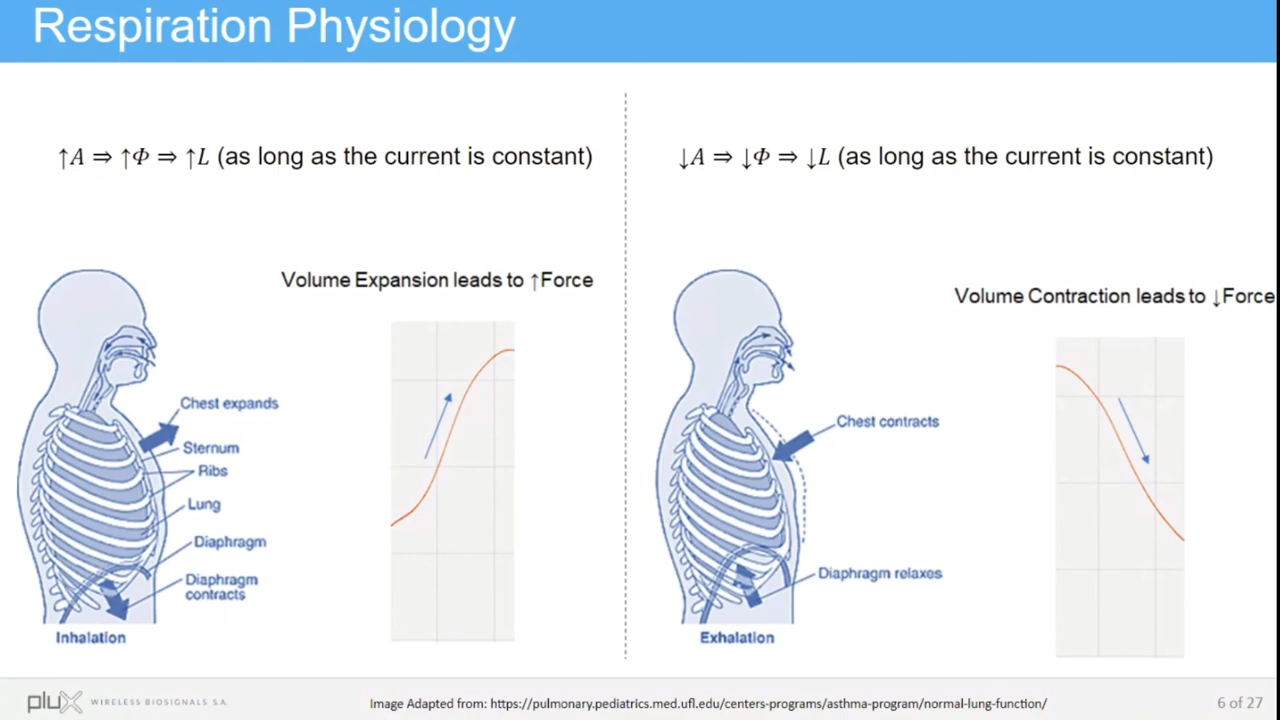 Respiration Physiology
↑A ⇒ ↑Φ ⇒ ↑L (as long as the current is constant)
Volume Expansion leads to ↑Force
Chest expands
Sternum
Ribs
Lung
Diaphragm
Diaphragm
contracts
Inhalation
↓A ⇒ ↓Φ ⇒ ↓L (as long as the current is constant)
Volume Contraction leads to ↓Force
Chest contracts
Diaphragm relaxes
Exhalation
plux WIRELESS BIOSIGNALS S.A.
Image Adapted from: https://pulmonary.pediatrics.med.ufl.edu/centers-programs/asthma-program/normal-lung-function/
6 of 27